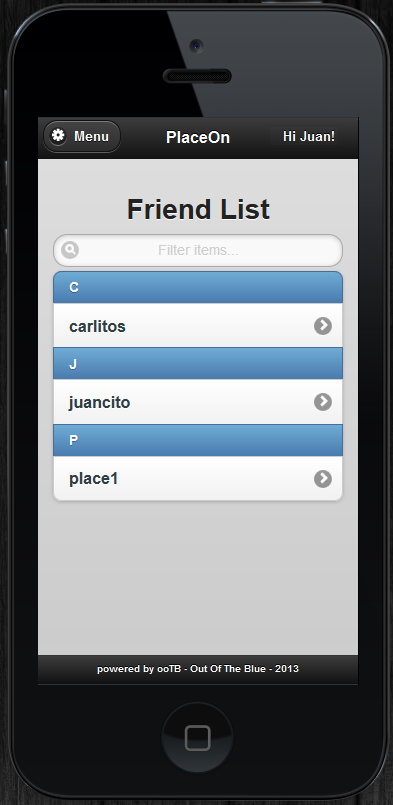 Menu PlaceOn Hi Juan!
Friend List
Filter items...
C
carlitos
J
juancito
P
place1
powered by ooTB - Out Of The Blue - 2013